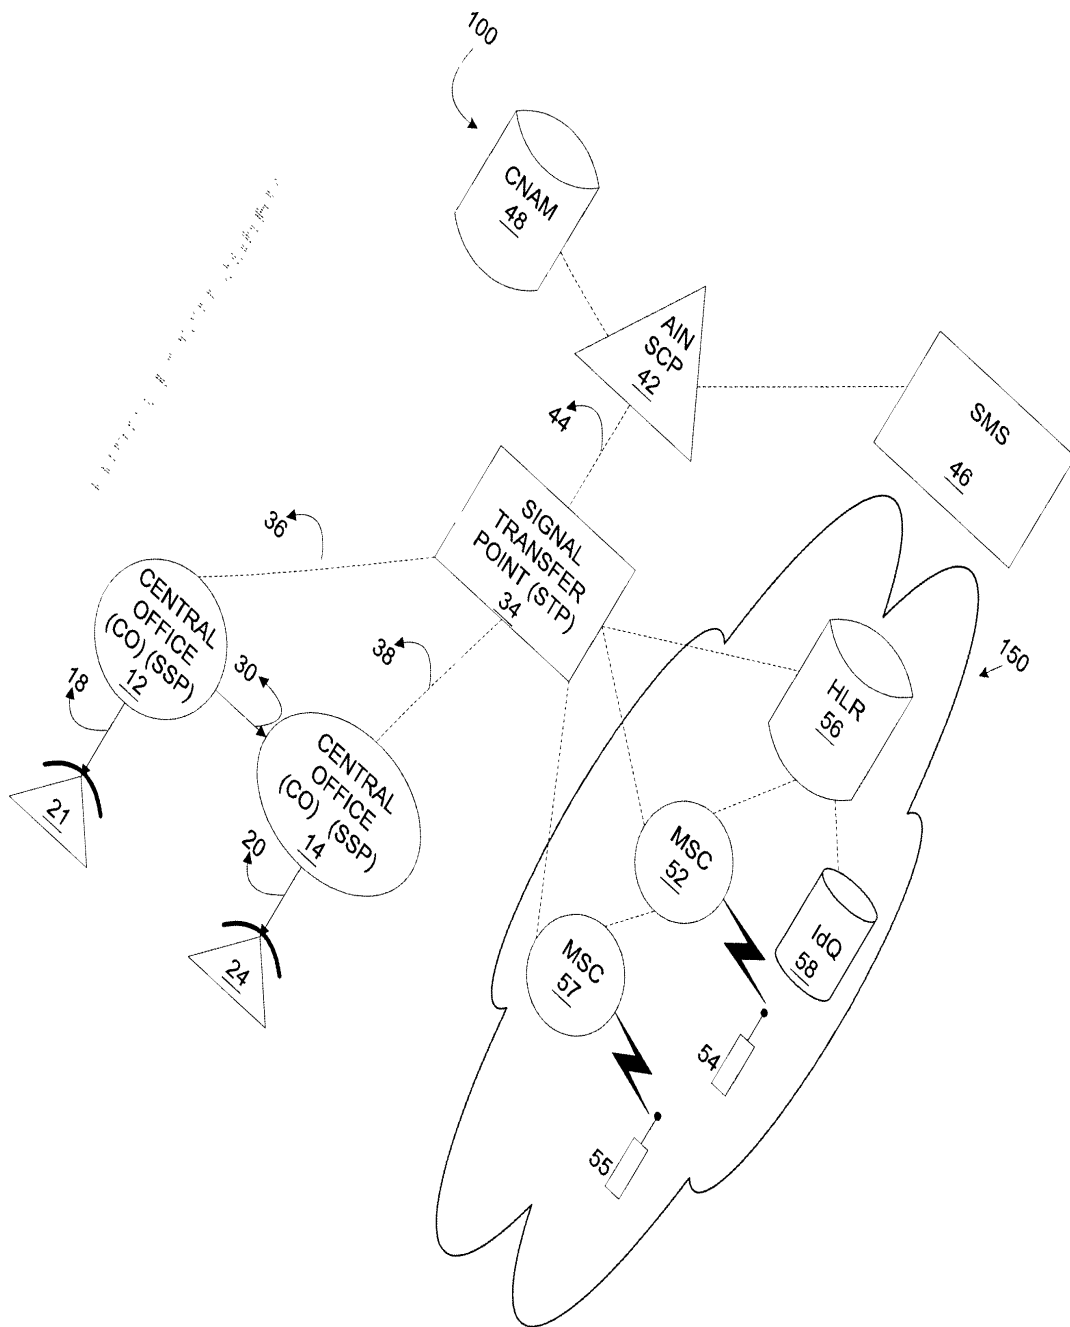 100
CNAM
48
AIN
SCP
42
44
SMS
46
SIGNAL
TRANSFER
POINT (STP)
34
36
38
CENTRAL
OFFICE
(CO) (SSP)
12
18
30
21
CENTRAL
OFFICE
(CO) (SSP)
14
20
24
150
HLR
56
MSC
52
IdQ
58
MSC
57
54
55